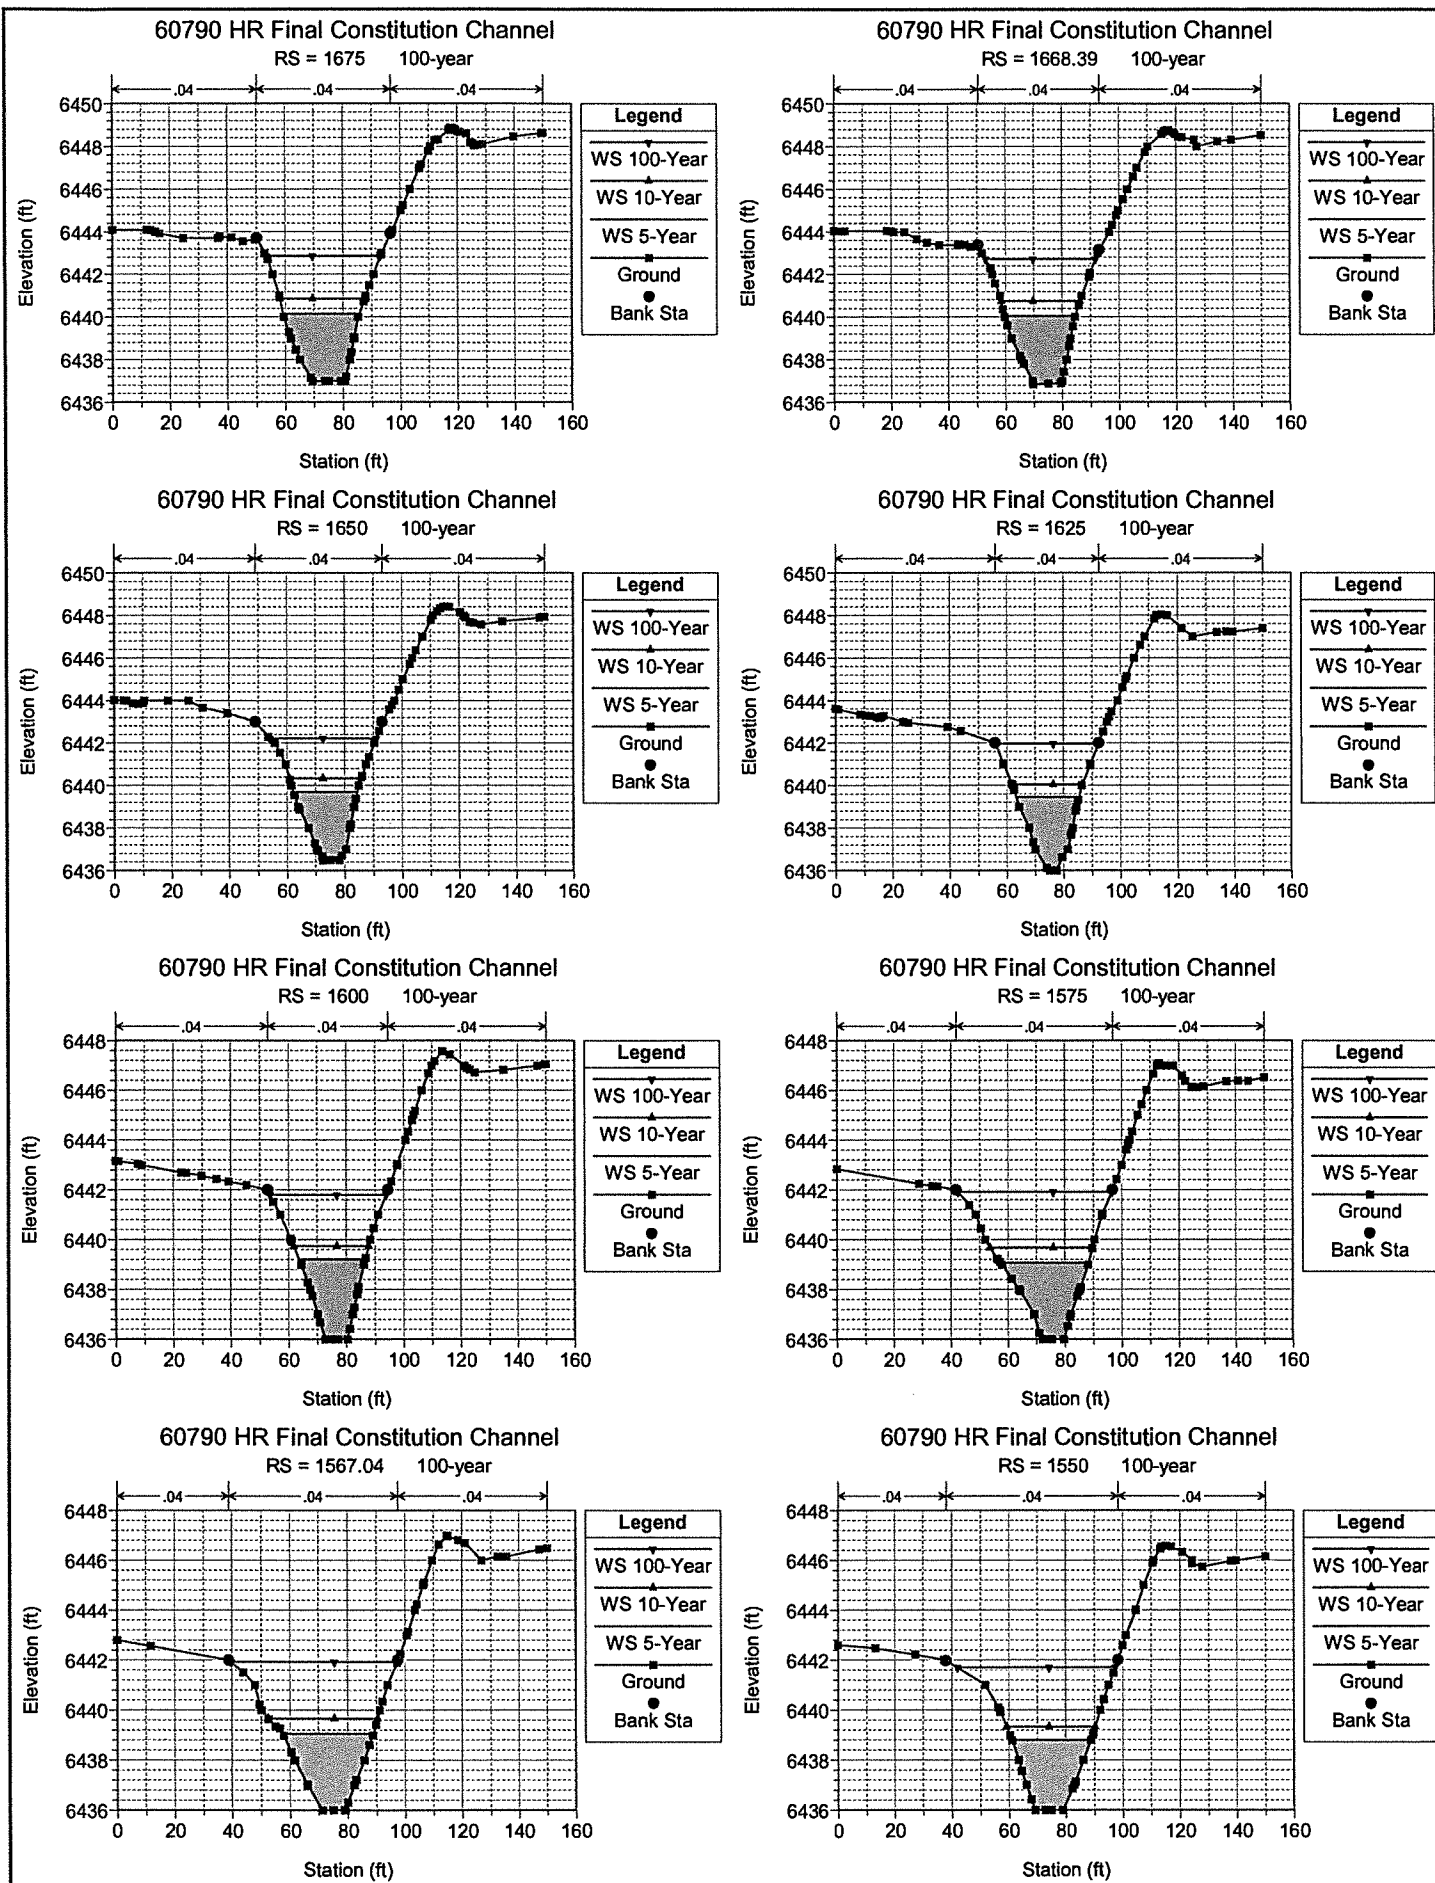 60790 HR Final Constitution Channel
RS = 1675 100-year
.04 .04 .04
Elevation (ft)
6450
6448
6446
6444
6442
6440
6438
6436
0 20 40 60 80 100 120 140 160
Station (ft)
Legend
WS 100-Year
WS 10-Year
WS 5-Year
Ground
Bank Sta
60790 HR Final Constitution Channel
RS = 1668.39 100-year
.04 .04 .04
Elevation (ft)
6450
6448
6446
6444
6442
6440
6438
6436
0 20 40 60 80 100 120 140 160
Station (ft)
Legend
WS 100-Year
WS 10-Year
WS 5-Year
Ground
Bank Sta
60790 HR Final Constitution Channel
RS = 1650 100-year
.04 .04 .04
Elevation (ft)
6450
6448
6446
6444
6442
6440
6438
6436
0 20 40 60 80 100 120 140 160
Station (ft)
Legend
WS 100-Year
WS 10-Year
WS 5-Year
Ground
Bank Sta
60790 HR Final Constitution Channel
RS = 1625 100-year
.04 .04 .04
Elevation (ft)
6450
6448
6446
6444
6442
6440
6438
6436
0 20 40 60 80 100 120 140 160
Station (ft)
Legend
WS 100-Year
WS 10-Year
WS 5-Year
Ground
Bank Sta
60790 HR Final Constitution Channel
RS = 1600 100-year
.04 .04 .04
Elevation (ft)
6448
6446
6444
6442
6440
6438
6436
0 20 40 60 80 100 120 140 160
Station (ft)
Legend
WS 100-Year
WS 10-Year
WS 5-Year
Ground
Bank Sta
60790 HR Final Constitution Channel
RS = 1575 100-year
.04 .04 .04
Elevation (ft)
6448
6446
6444
6442
6440
6438
6436
0 20 40 60 80 100 120 140 160
Station (ft)
Legend
WS 100-Year
WS 10-Year
WS 5-Year
Ground
Bank Sta
60790 HR Final Constitution Channel
RS = 1567.04 100-year
.04 .04 .04
Elevation (ft)
6448
6446
6444
6442
6440
6438
6436
0 20 40 60 80 100 120 140 160
Station (ft)
Legend
WS 100-Year
WS 10-Year
WS 5-Year
Ground
Bank Sta
60790 HR Final Constitution Channel
RS = 1550 100-year
.04 .04 .04
Elevation (ft)
6448
6446
6444
6442
6440
6438
6436
0 20 40 60 80 100 120 140 160
Station (ft)
Legend
WS 100-Year
WS 10-Year
WS 5-Year
Ground
Bank Sta